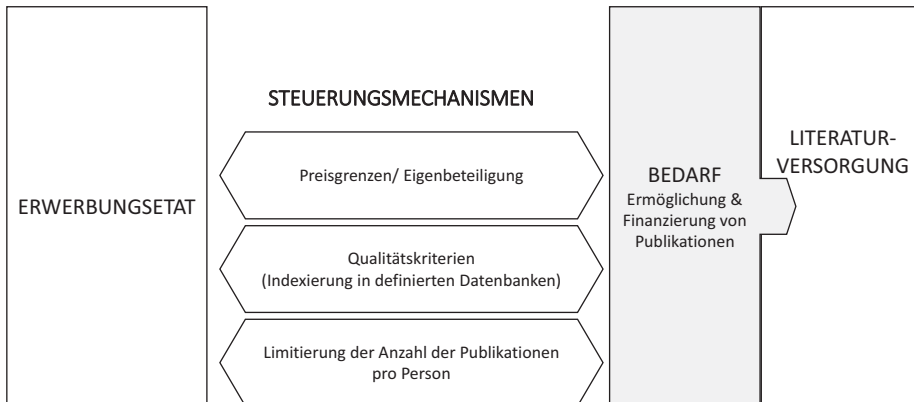 ERWERBUNGSETAT
STEUERUNGSMECHANISMEN
Preisgrenzen/ Eigenbeteiligung
Qualitätskriterien
(Indexierung in definierten Datenbanken)
Limitierung der Anzahl der Publikationen
pro Person
BEDARF
Ermöglichung &
Finanzierung von
Publikationen
LITERATUR-
VERSORGUNG